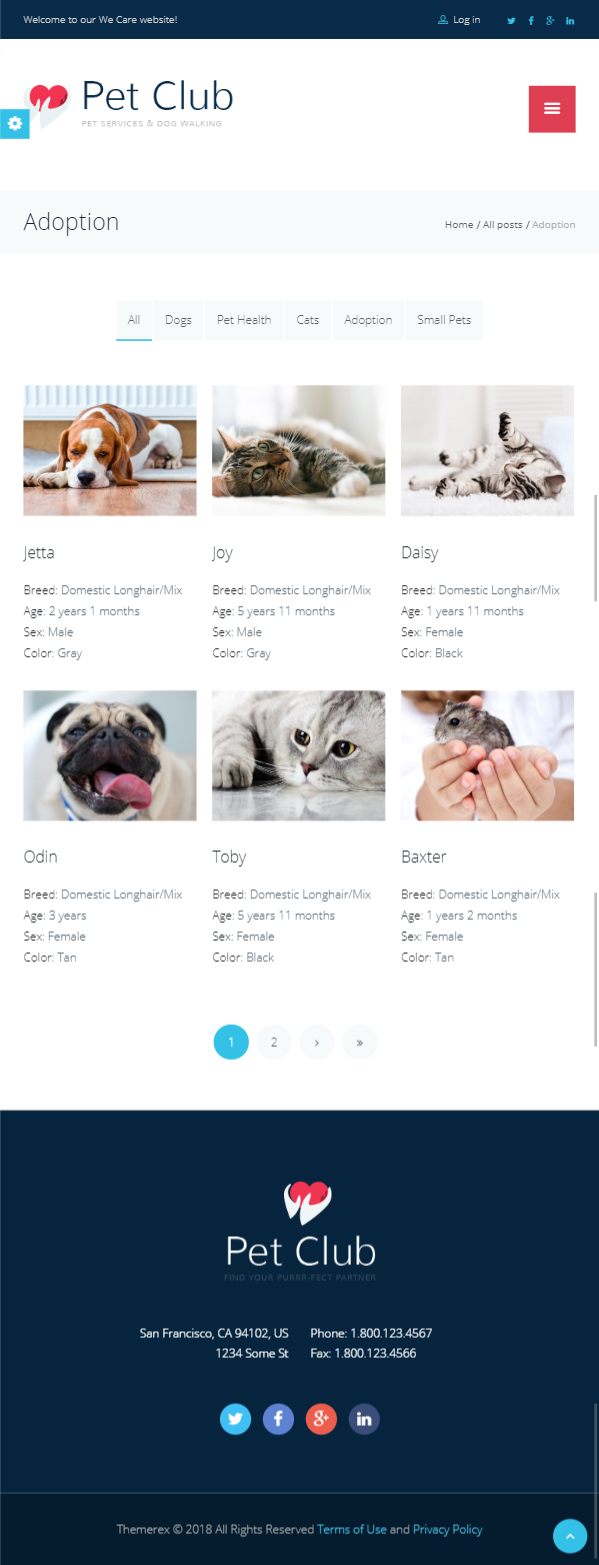 Welcome to our We Care website!
Log in
Pet Club
PET SERVICES & DOG WALKING
Adoption
Home / All posts / Adoption
All Dogs Pet Health Cats Adoption Small Pets
Jetta
Breed: Domestic Longhair/Mix
Age: 2 years 1 months
Sex: Male
Color: Gray
Joy
Breed: Domestic Longhair/Mix
Age: 5 years 11 months
Sex: Male
Color: Gray
Daisy
Breed: Domestic Longhair/Mix
Age: 1 years 11 months
Sex: Female
Color: Black
Odin
Breed: Domestic Longhair/Mix
Age: 3 years
Sex: Female
Color: Tan
Toby
Breed: Domestic Longhair/Mix
Age: 5 years 11 months
Sex: Female
Color: Black
Baxter
Breed: Domestic Longhair/Mix
Age: 1 years 2 months
Sex: Female
Color: Tan
1 2 › »
Pet Club
FIND YOUR PURRR-FECT PARTNER
San Francisco, CA 94102, US
1234 Some St
Phone: 1.800.123.4567
Fax: 1.800.123.4566
Themerex © 2018 All Rights Reserved Terms of Use and Privacy Policy